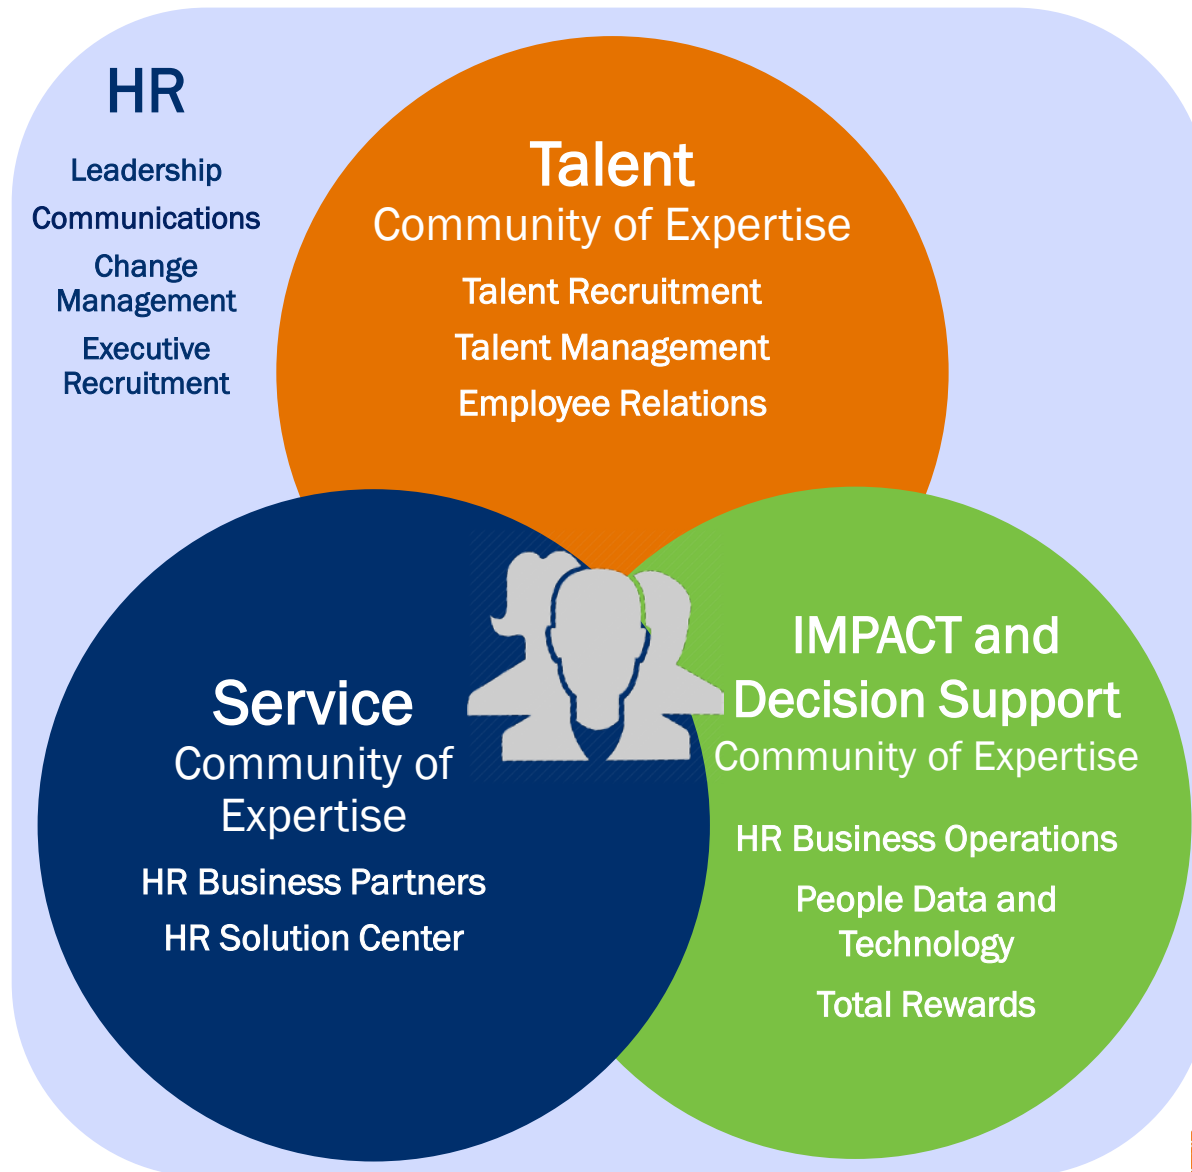 HR
Leadership
Communications
Change
Management
Executive
Recruitment
Talent
Community of Expertise
Talent Recruitment
Talent Management
Employee Relations
Service
Community of
Expertise
HR Business Partners
HR Solution Center
IMPACT and
Decision Support
Community of Expertise
HR Business Operations
People Data and
Technology
Total Rewards